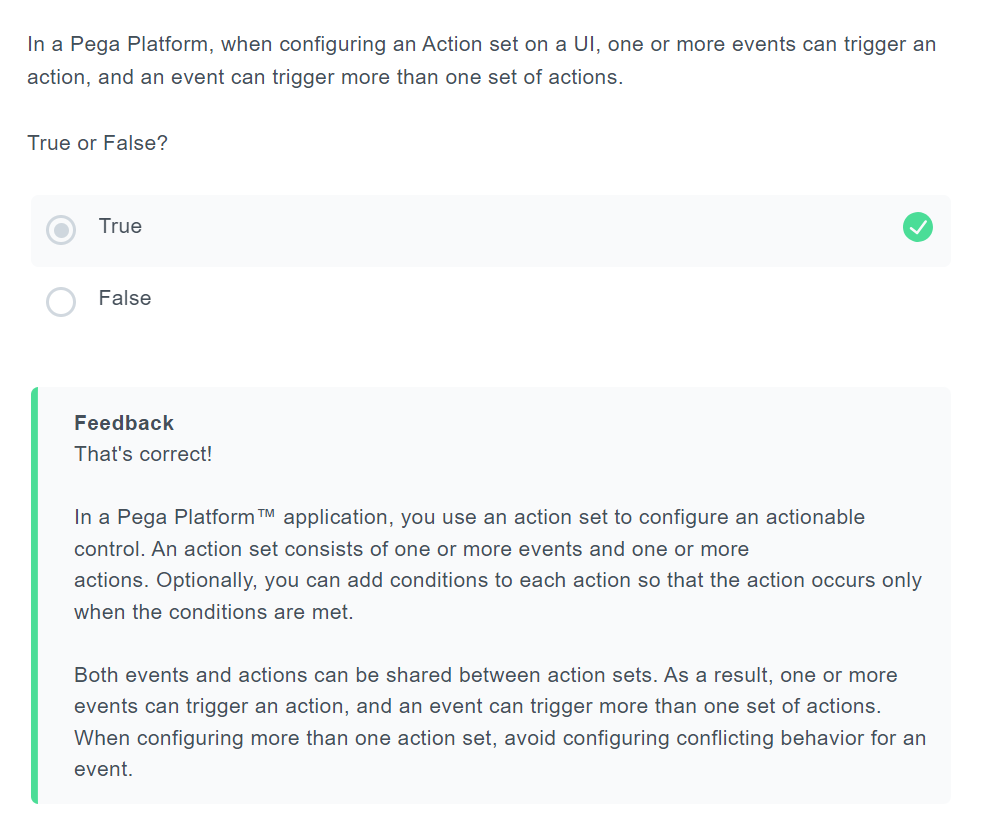 In a Pega Platform, when configuring an Action set on a UI, one or more events can trigger an
action, and an event can trigger more than one set of actions.
True or False?
True
False
Feedback
That's correct!
In a Pega Platform™ application, you use an action set to configure an actionable
control. An action set consists of one or more events and one or more
actions. Optionally, you can add conditions to each action so that the action occurs only
when the conditions are met.
Both events and actions can be shared between action sets. As a result, one or more
events can trigger an action, and an event can trigger more than one set of actions.
When configuring more than one action set, avoid configuring conflicting behavior for an
event.